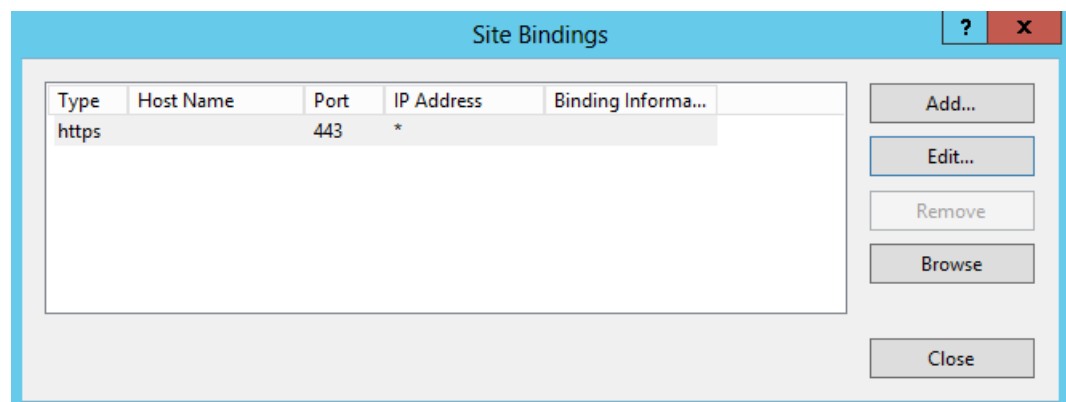 Site Bindings
? x
Type Host Name Port IP Address Binding Informa...
https 443 *
Add...
Edit...
Remove
Browse
Close